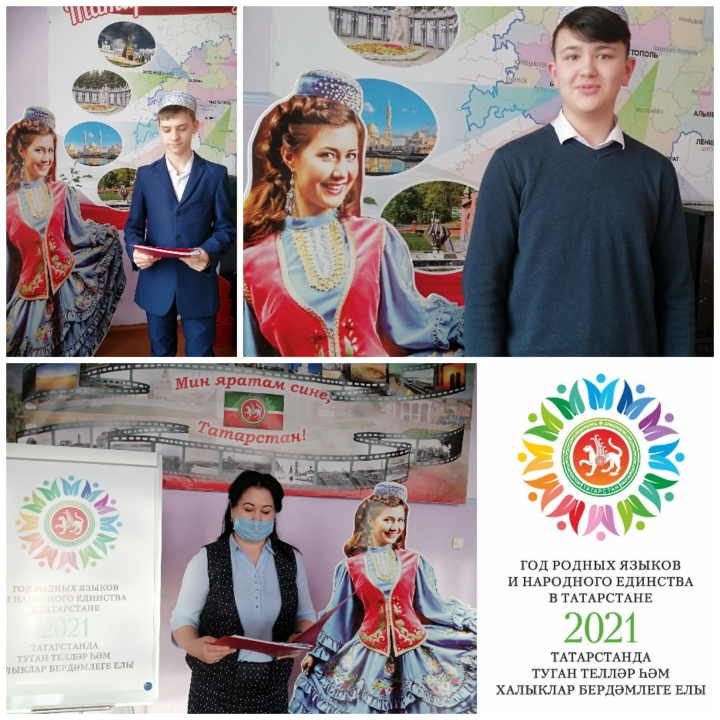 ТОПОЛЬ
Мин яратам сине,
Татарстан!
ГОД РОДНЫХ ЯЗЫКОВ
И НАРОДНОГО ЕДИНСТВА
В ТАТАРСТАНЕ
2021
ТАТАРСТАНДА
ТУГАН ТЕЛЛӘР ҺӘМ
ХАЛЫКЛАР БЕРДӘМЛЕГЕ ЕЛЫ
ТАТАРСТАН
ГОД РОДНЫХ ЯЗЫКОВ
И НАРОДНОГО ЕДИНСТВА
В ТАТАРСТАНЕ
2021
ТАТАРСТАНДА
ТУГАН ТЕЛЛӘР ҺӘМ
ХАЛЫКЛАР БЕРДӘМЛЕГЕ ЕЛЫ